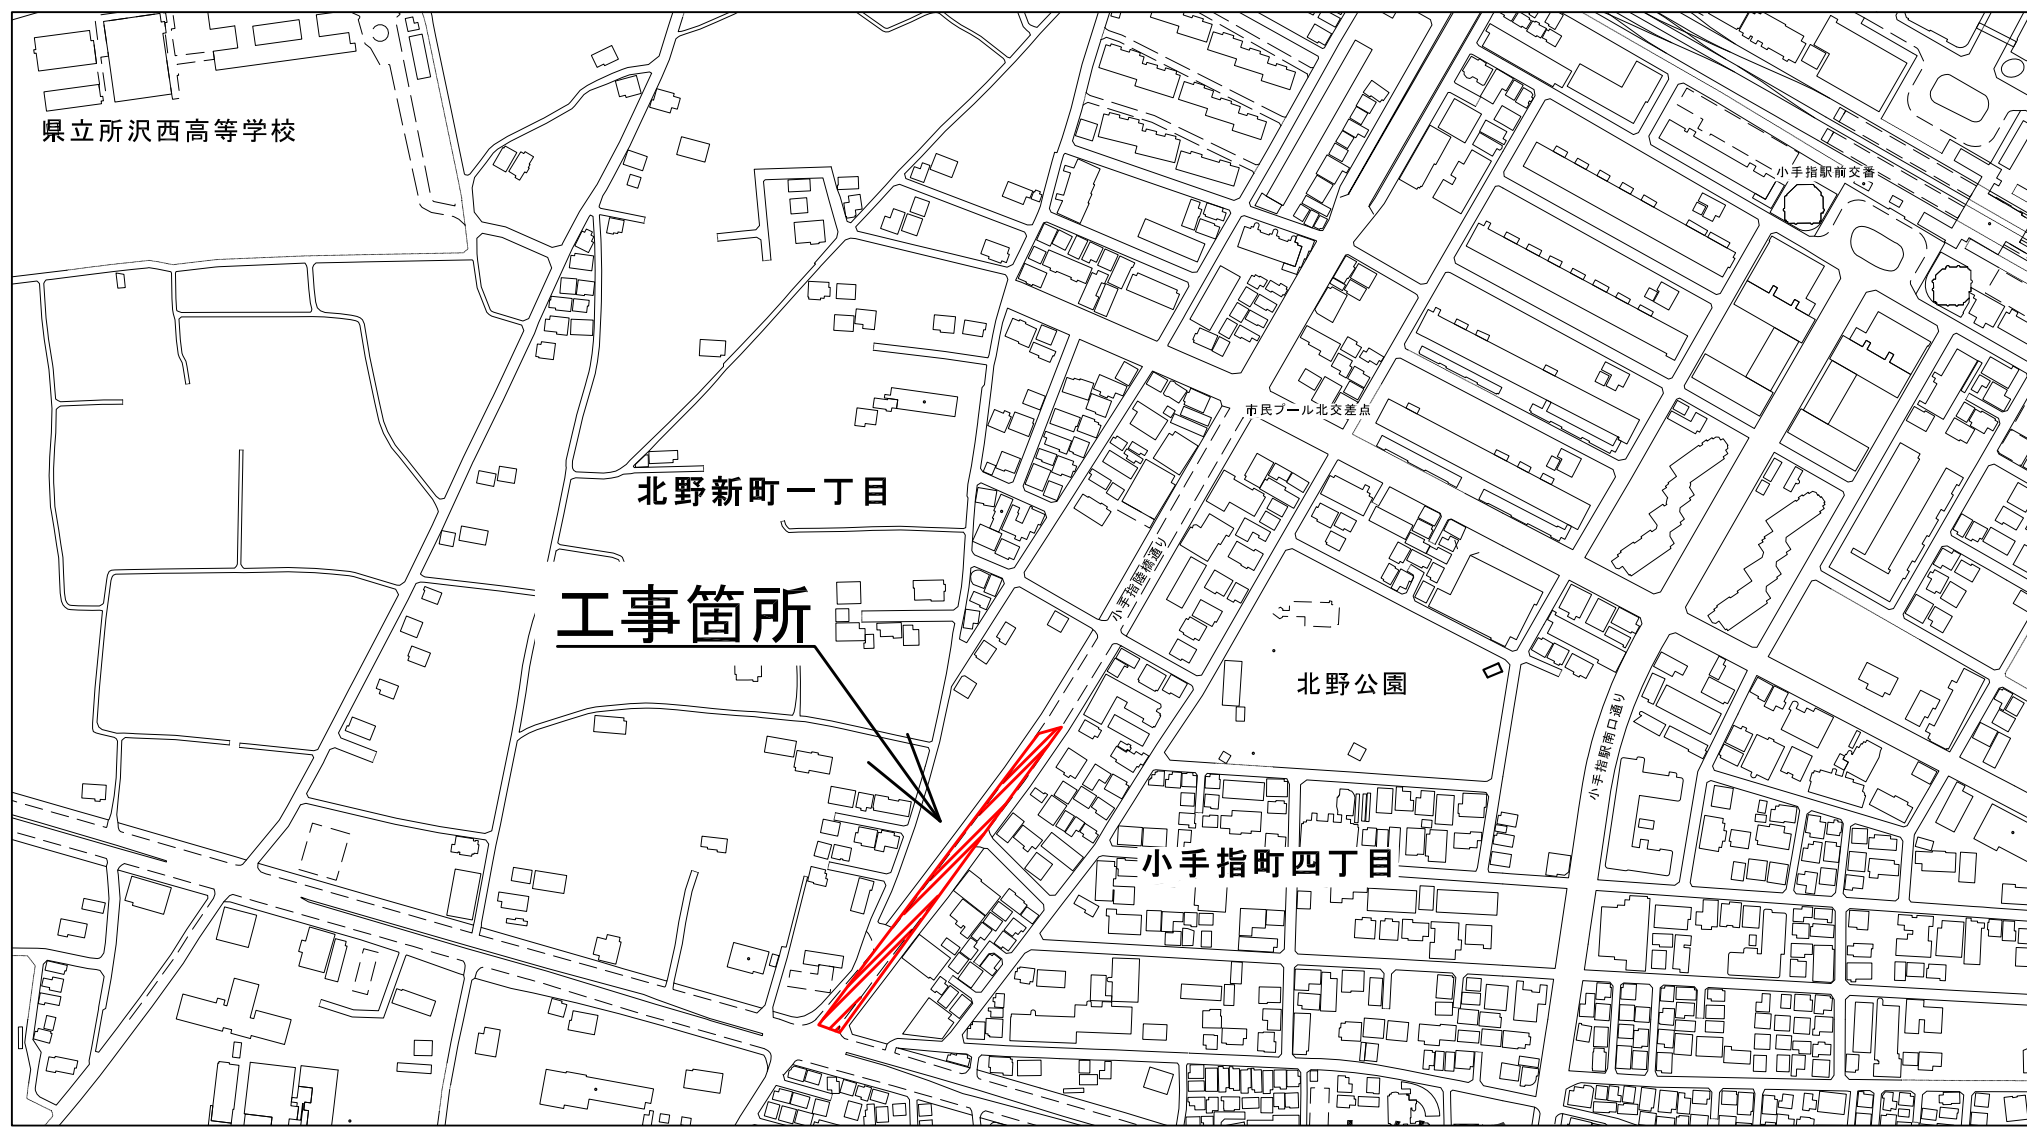 県立所沢西高等学校
小手指駅前交番
市民プール北交差点
北野新町一丁目
小手指陸橋通り
工事箇所
北野公園
小手指駅南口通り
小手指町四丁目